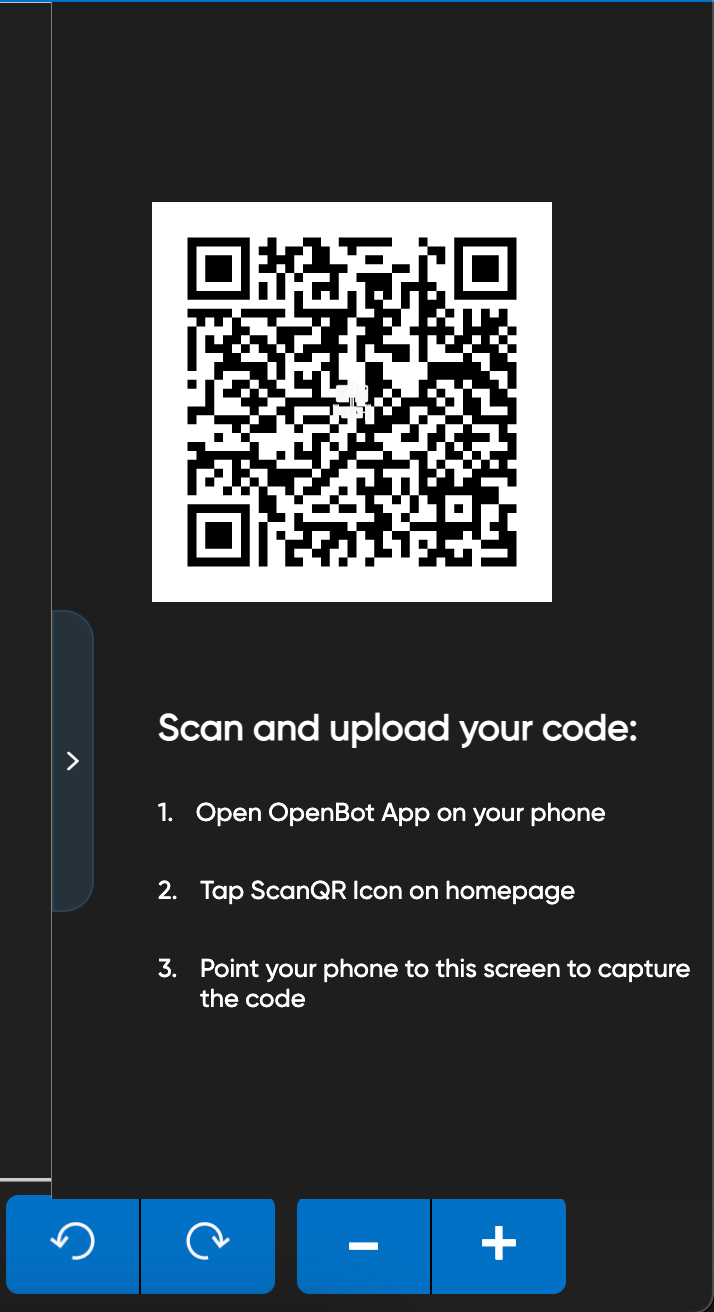 Scan and upload your code:
1. Open OpenBot App on your phone
2. Tap ScanQR Icon on homepage
3. Point your phone to this screen to capture
the code